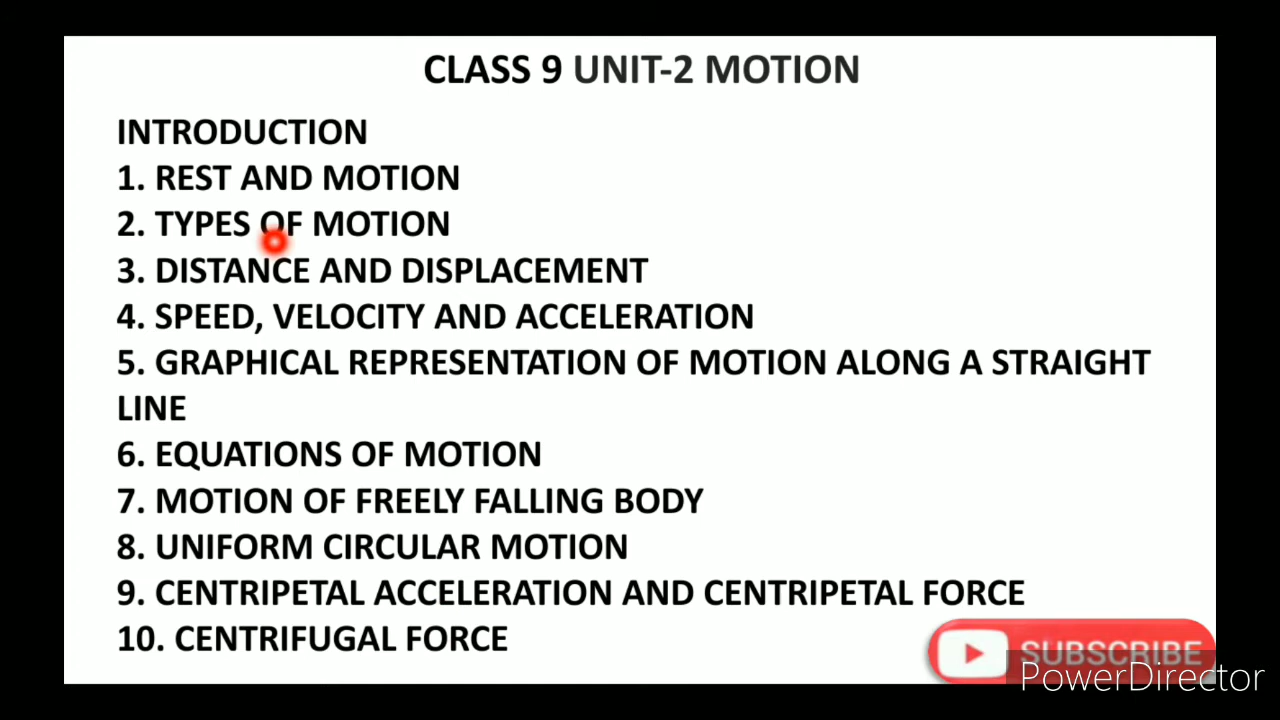 CLASS 9 UNIT-2 MOTION
INTRODUCTION
1. REST AND MOTION
2. TYPES OF MOTION
3. DISTANCE AND DISPLACEMENT
4. SPEED, VELOCITY AND ACCELERATION
5. GRAPHICAL REPRESENTATION OF MOTION ALONG A STRAIGHT
LINE
6. EQUATIONS OF MOTION
7. MOTION OF FREELY FALLING BODY
8. UNIFORM CIRCULAR MOTION
9. CENTRIPETAL ACCELERATION AND CENTRIPETAL FORCE
10. CENTRIFUGAL FORCE
SUBSCRIBE
PowerDirector